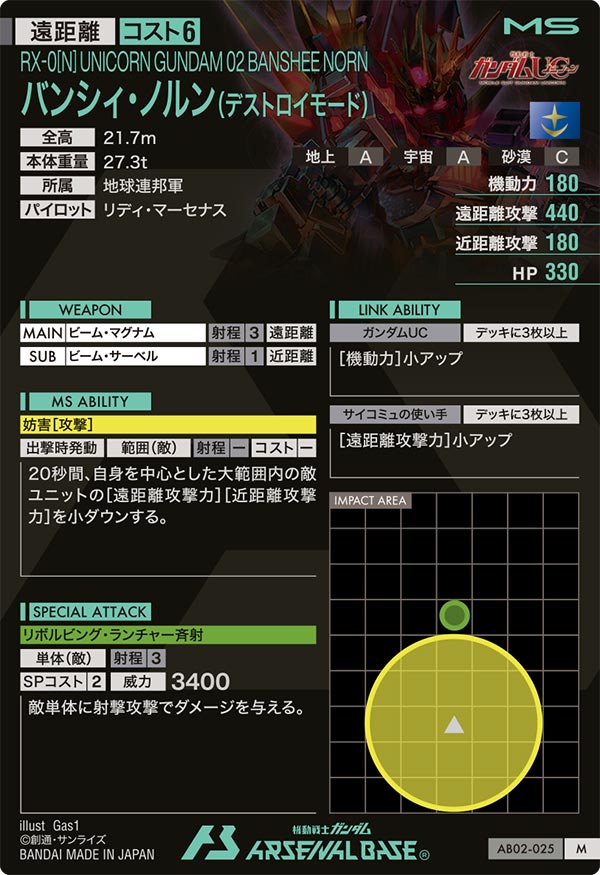 遠距離 コスト6 MS
RX-0[N] UNICORN GUNDAM 02 BANSHEE NORN
バンシィ・ノルン(デストロイモード)
機動戦士
ガンダムUC
MOBILE SUIT GUNDAM UNICORN
全高 21.7m
本体重量 27.3t
所属 地球連邦軍
パイロット リディ・マーセナス
地上 A 宇宙 A 砂漠 C
機動力 180
遠距離攻撃 440
近距離攻撃 180
HP 330
WEAPON
MAIN ビーム・マグナム 射程 3 遠距離
SUB ビーム・サーベル 射程 1 近距離
MS ABILITY
妨害[攻撃]
出撃時発動 範囲(敵) 射程 ー コスト ー
20秒間、自身を中心とした大範囲内の敵
ユニットの[遠距離攻撃力][近距離攻撃
力]を小ダウンする。
SPECIAL ATTACK
リボルビング・ランチャー斉射
単体(敵) 射程 3
SPコスト 2 威力 3400
敵単体に射撃攻撃でダメージを与える。
LINK ABILITY
ガンダムUC デッキに3枚以上
[機動力]小アップ
サイコミュの使い手 デッキに3枚以上
[遠距離攻撃力]小アップ
IMPACT AREA
illust Gas1
©創通・サンライズ
BANDAI MADE IN JAPAN
機動戦士ガンダム
AB ARSENAL BASE ®
AB02-025 M